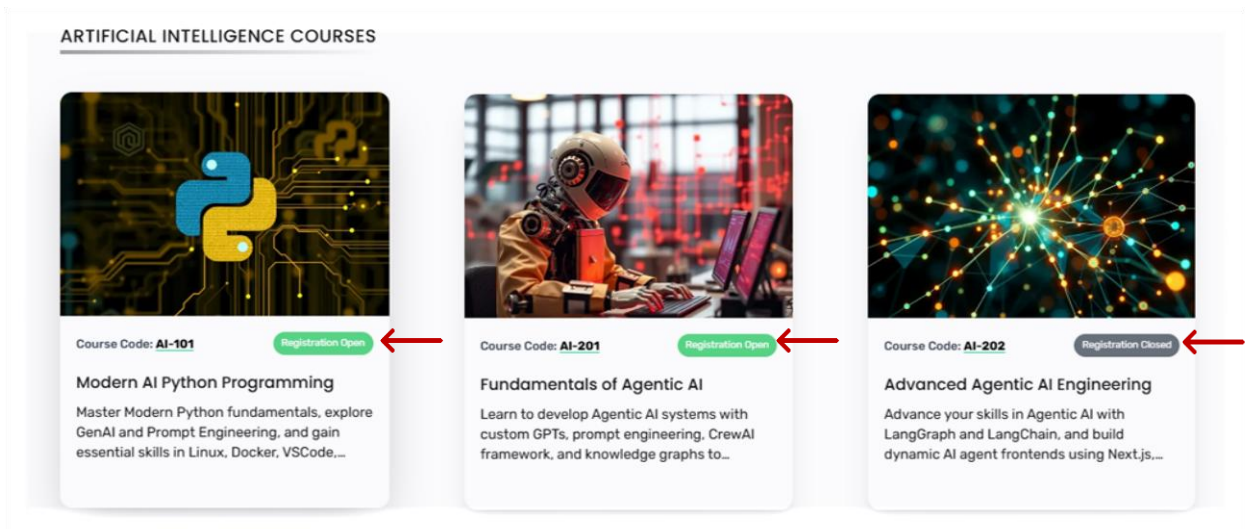 ARTIFICIAL INTELLIGENCE COURSES
Course Code: AI-101
Registration Open
Modern AI Python Programming
Master Modern Python fundamentals, explore
GenAI and Prompt Engineering, and gain
essential skills in Linux, Docker, VSCode,...
Course Code: AI-201
Registration Open
Fundamentals of Agentic AI
Learn to develop Agentic AI systems with
custom GPTs, prompt engineering, CrewAI
framework, and knowledge graphs to...
Course Code: AI-202
Registration Closed
Advanced Agentic AI Engineering
Advance your skills in Agentic AI with
LangGraph and LangChain, and build
dynamic AI agent frontends using Next.js,...